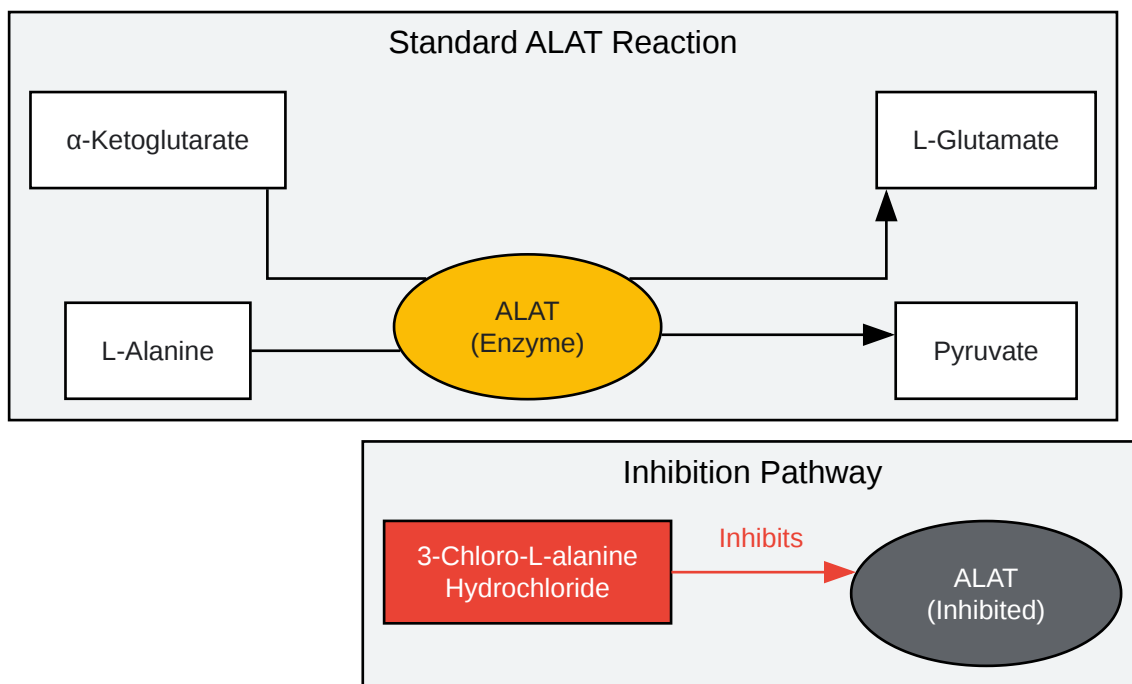 Standard ALAT Reaction
α-Ketoglutarate
L-Glutamate
L-Alanine
ALAT
(Enzyme)
Pyruvate
Inhibition Pathway
3-Chloro-L-alanine
Hydrochloride
Inhibits
ALAT
(Inhibited)